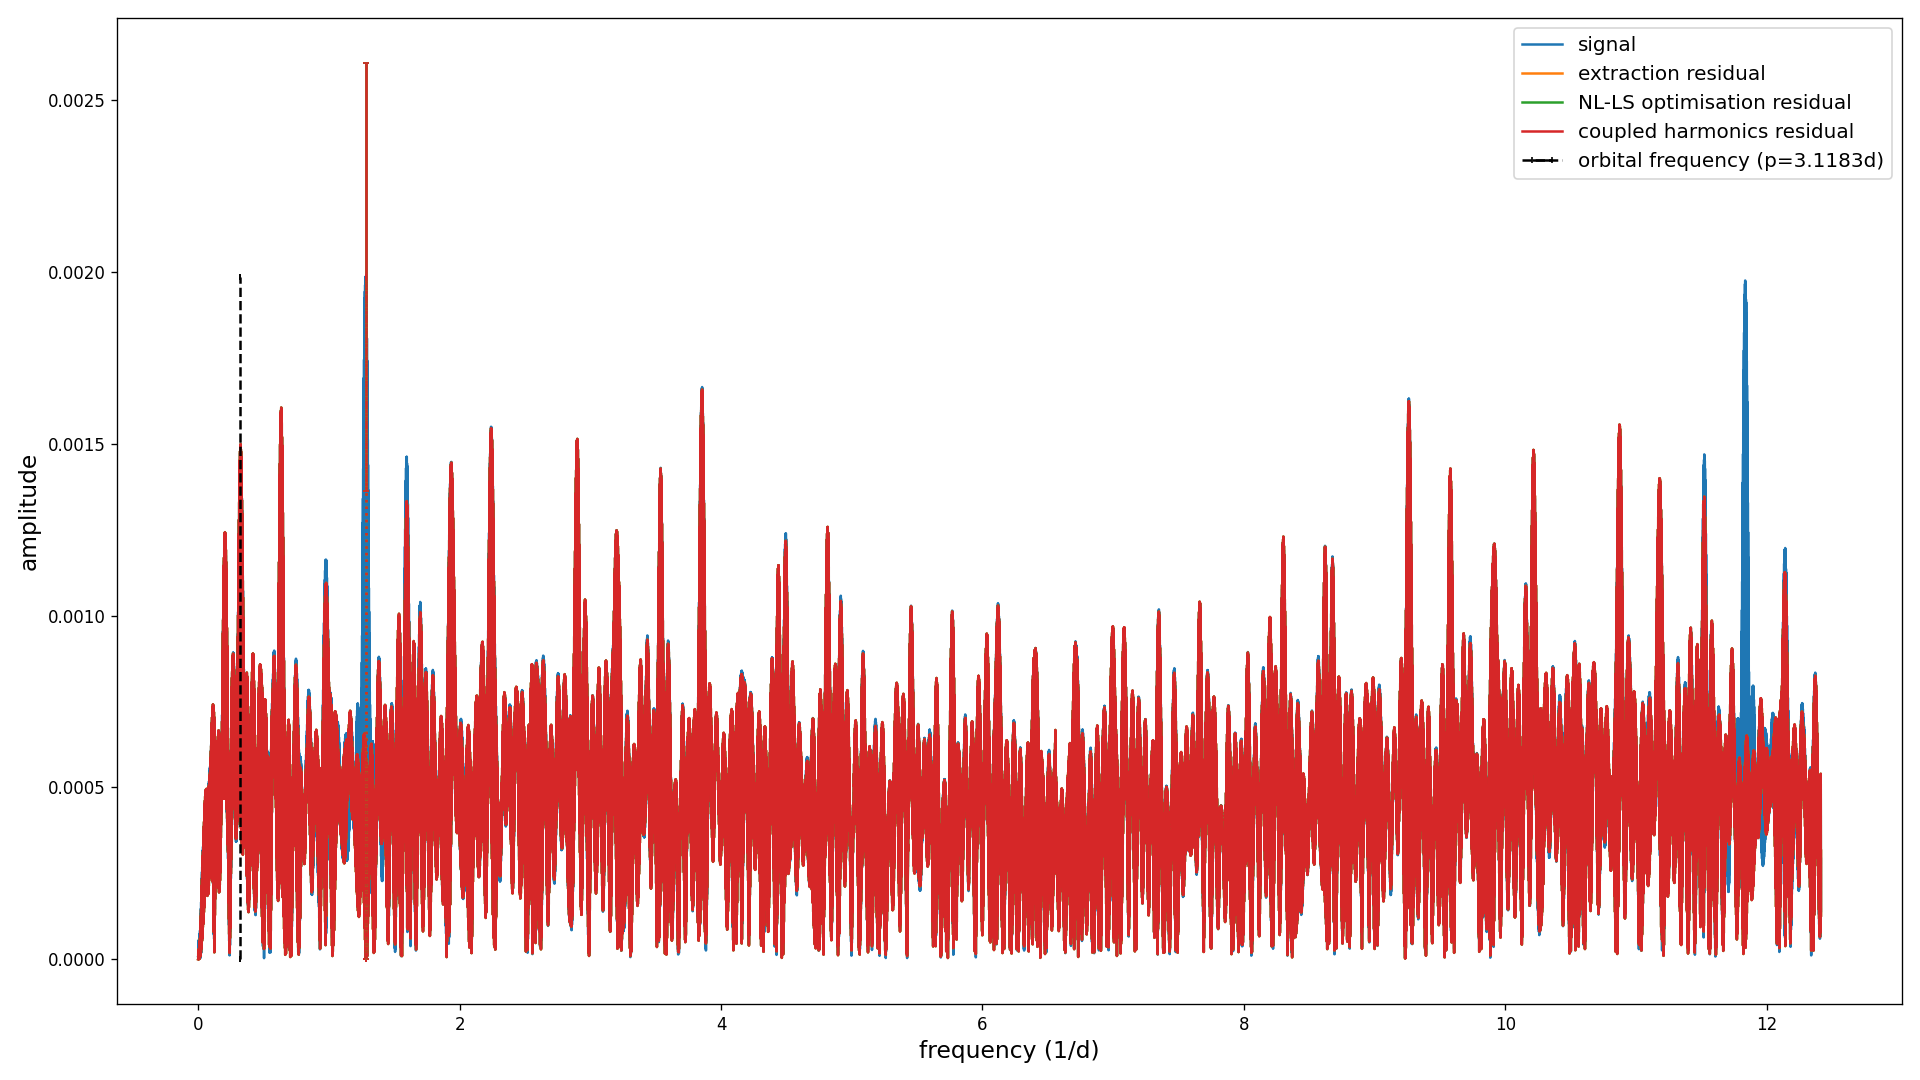 signal
extraction residual
NL-LS optimisation residual
coupled harmonics residual
orbital frequency (p=3.1183d)
0.0025
0.0020
0.0015
0.0010
0.0005
0.0000
amplitude
0 2 4 6 8 10 12
frequency (1/d)